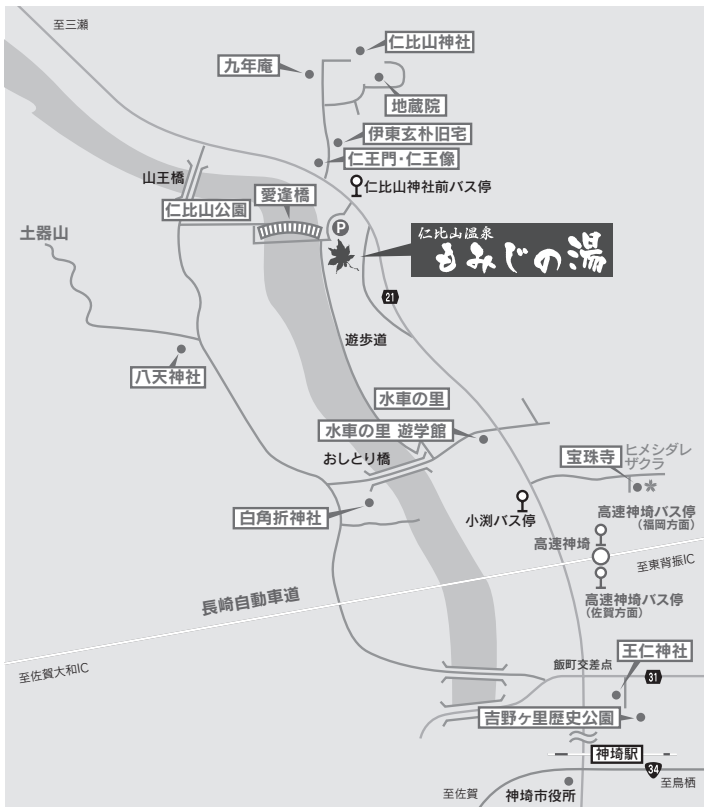 至三瀬
仁比山神社
九年庵
地蔵院
伊東玄朴旧宅
仁王門・仁王像
山王橋
仁比山神社前バス停
愛逢橋
仁比山公園
P
土器山
仁比山温泉
もみじの湯
21
遊歩道
八天神社
水車の里
水車の里 遊学館
おしどり橋
宝珠寺
ヒメシダレ
ザクラ
白角折神社
小渕バス停
高速神埼バス停
(福岡方面)
高速神埼
至東背振IC
長崎自動車道
高速神埼バス停
(佐賀方面)
至佐賀大和IC
飯町交差点
王仁神社
31
吉野ヶ里歴史公園
神埼駅
34
至鳥栖
至佐賀
神埼市役所